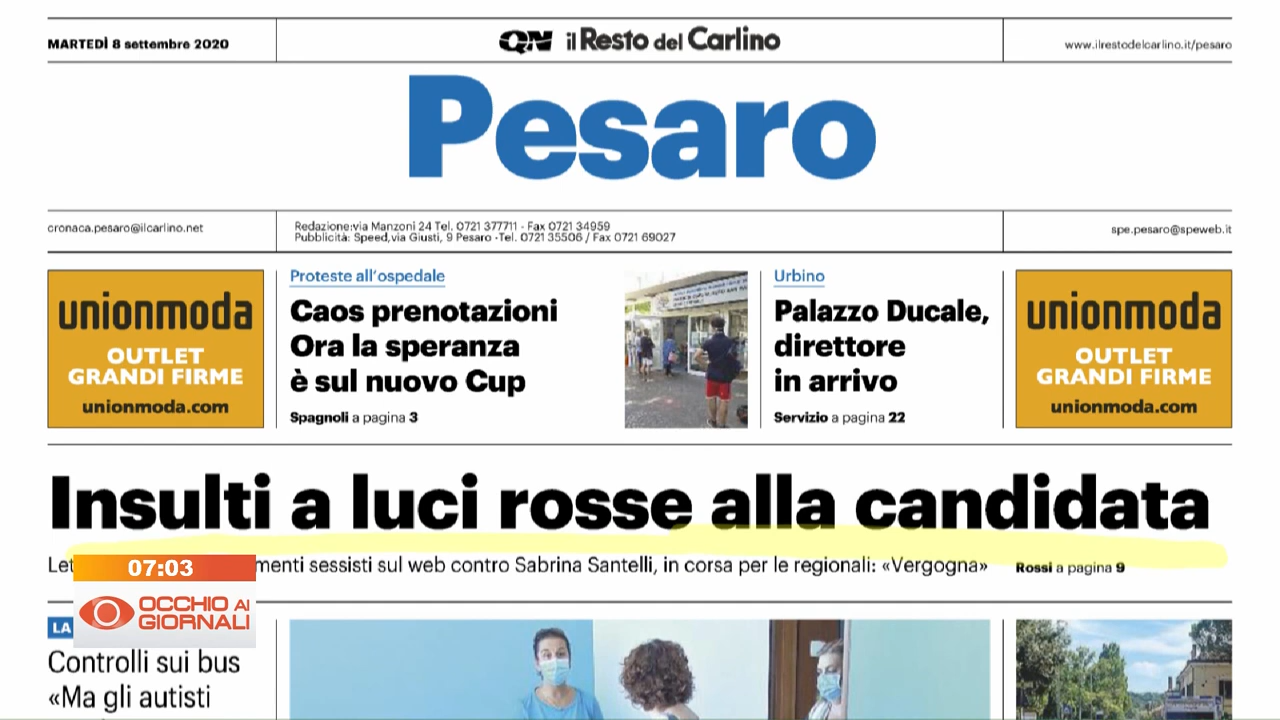 MARTEDÌ 8 settembre 2020
QN il Resto del Carlino
www.ilrestodelcarlino.it/pesaro
Pesaro
cronaca.pesaro@ilcarlino.net
Redazione:via Manzoni 24 Tel. 0721 377711 - Fax 0721 34959
Pubblicità: Speed,via Giusti, 9 Pesaro -Tel. 0721 35506 / Fax 0721 69027
spe.pesaro@speweb.it
unionmoda
OUTLET
GRANDI FIRME
unionmoda.com
Proteste all'ospedale
Caos prenotazioni
Ora la speranza
è sul nuovo Cup
Spagnoli a pagina 3
Urbino
Palazzo Ducale,
direttore
in arrivo
Servizio a pagina 22
unionmoda
OUTLET
GRANDI FIRME
unionmoda.com
Insulti a luci rosse alla candidata
sessisti sul web contro Sabrina Santelli, in corsa per le regionali: «Vergogna»
Rossi a pagina 9
07:03
OCCHIO AI
GIORNALI
LA
Controlli sui bus
«Ma gli autisti